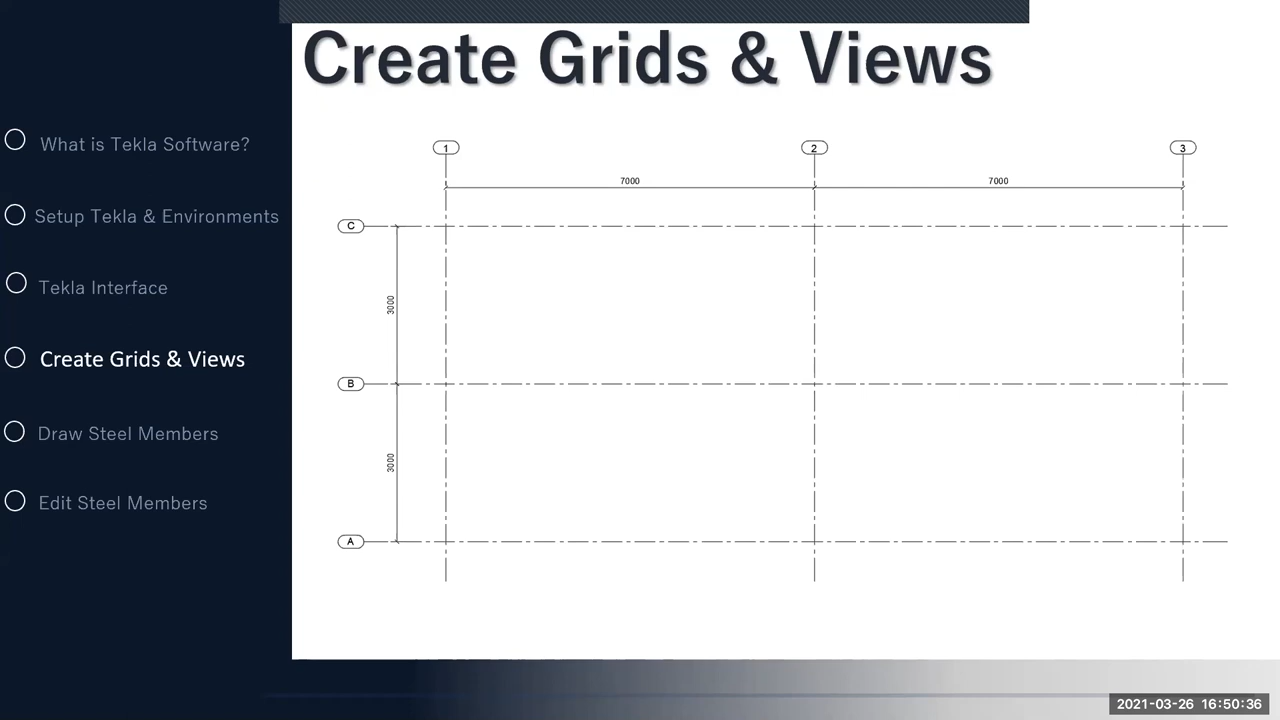 Create Grids & Views
What is Tekla Software?
Setup Tekla & Environments
Tekla Interface
Create Grids & Views
Draw Steel Members
Edit Steel Members
1
2
3
7000
7000
C
3000
B
3000
A
2021-03-26 16:50:36